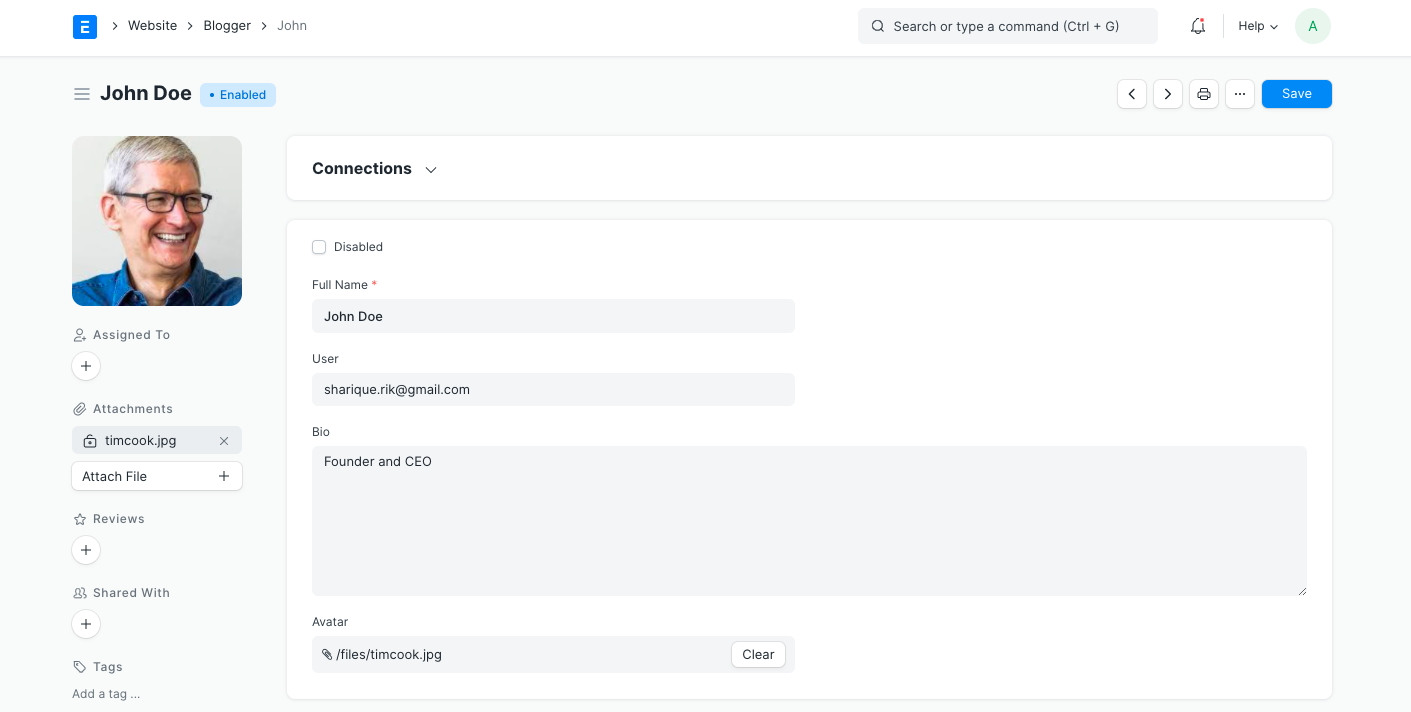 E
Website
Blogger
John
Search or type a command (Ctrl + G)
Help
A
John Doe
Enabled
Save
Connections
Disabled
Full Name *
John Doe
User
sharique.rik@gmail.com
Bio
Founder and CEO
Avatar
/files/timcook.jpg
Clear
Assigned To
Attachments
timcook.jpg
Attach File
Reviews
Shared With
Tags
Add a tag ...